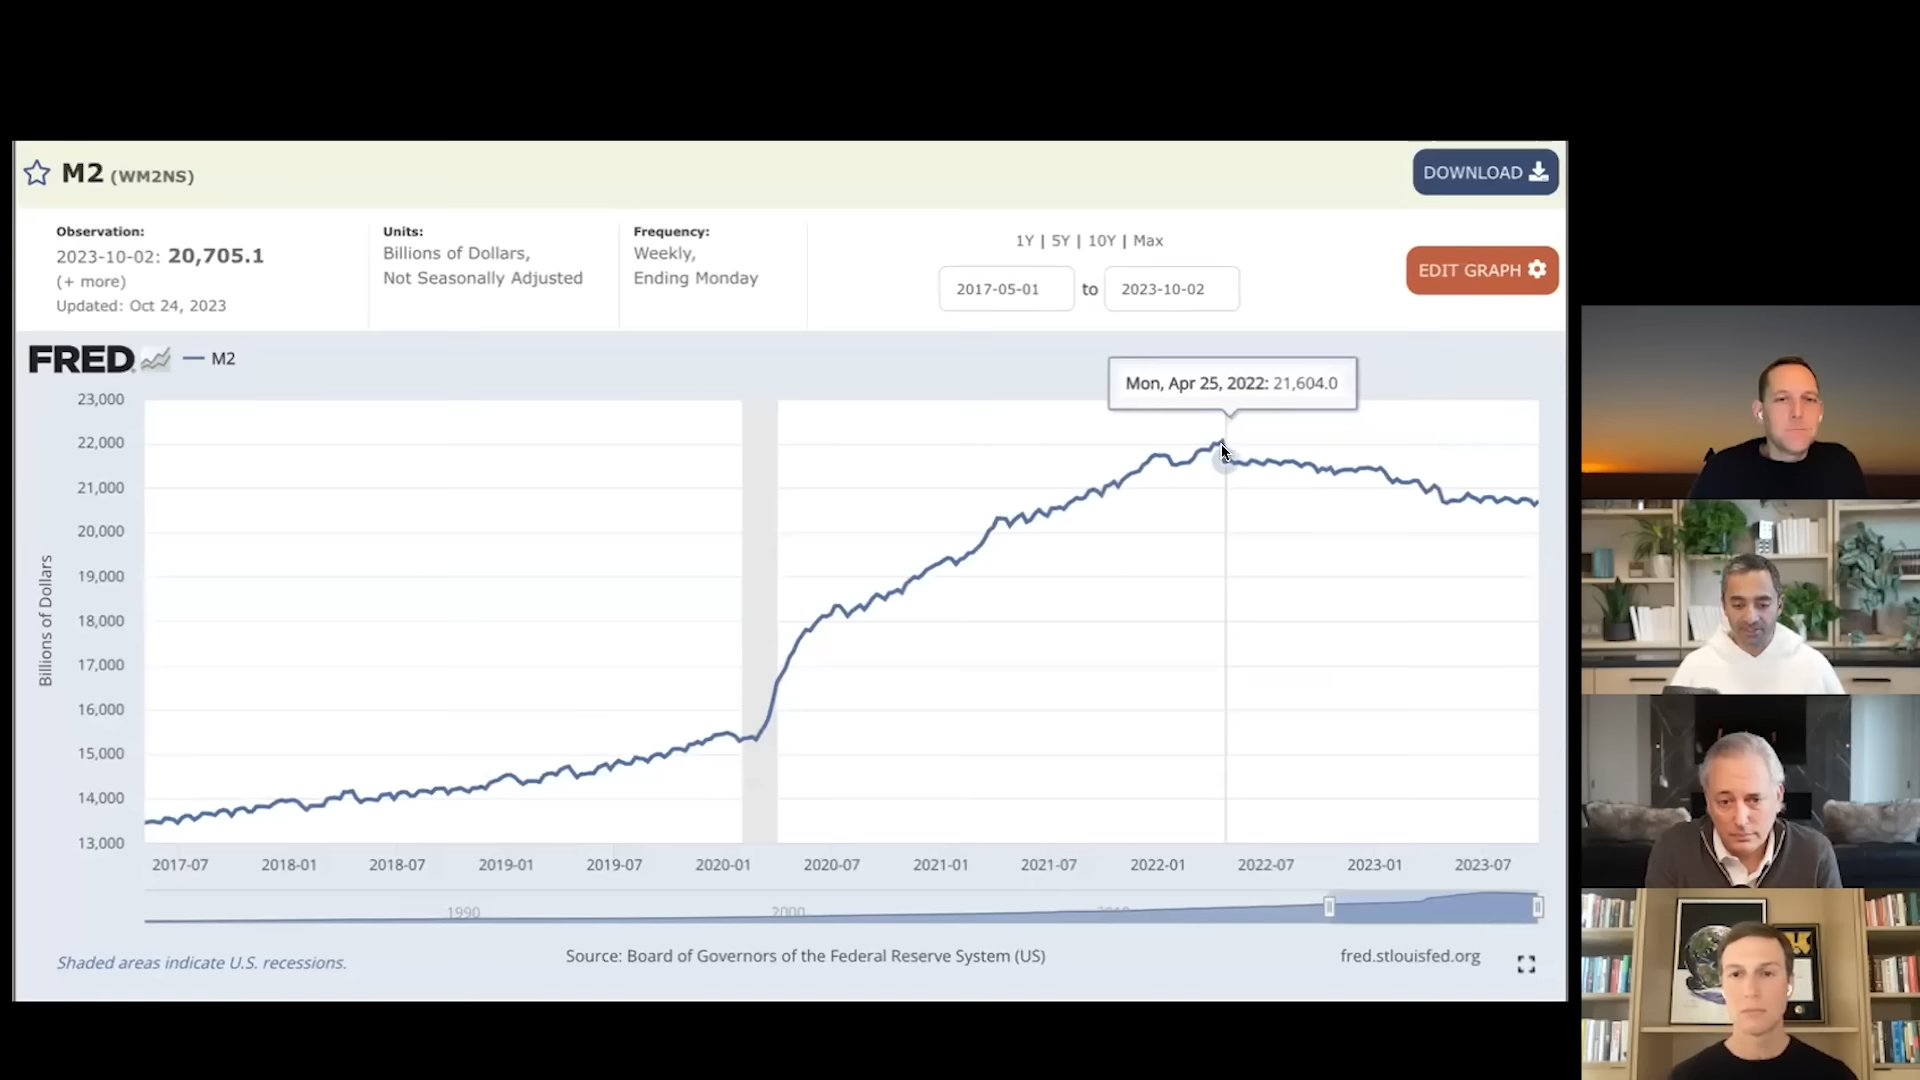 M2 (WM2NS)
DOWNLOAD
Observation:
2023-10-02: 20,705.1
(+ more)
Updated: Oct 24, 2023
Units:
Billions of Dollars,
Not Seasonally Adjusted
Frequency:
Weekly,
Ending Monday
1Y | 5Y | 10Y | Max
2017-05-01 to 2023-10-02
EDIT GRAPH
FRED
M2
Mon, Apr 25, 2022: 21,604.0
Billions of Dollars
23,000
22,000
21,000
20,000
19,000
18,000
17,000
16,000
15,000
14,000
13,000
2017-07 2018-01 2018-07 2019-01 2019-07 2020-01 2020-07 2021-01 2021-07 2022-01 2022-07 2023-01 2023-07
1990 2000 2010
Shaded areas indicate U.S. recessions.
Source: Board of Governors of the Federal Reserve System (US)
fred.stlouisfed.org